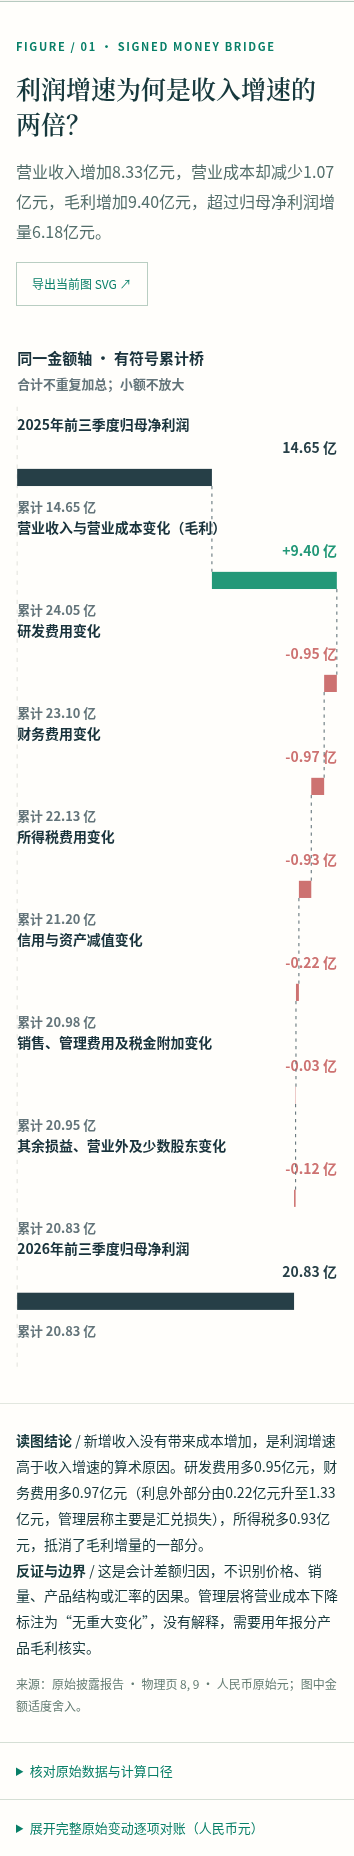 FIGURE / 01 · SIGNED MONEY BRIDGE
利润增速为何是收入增速的
两倍？
营业收入增加8.33亿元，营业成本却减少1.07
亿元，毛利增加9.40亿元，超过归母净利润增
量6.18亿元。
导出当前图 SVG ↗
同一金额轴 · 有符号累计桥
合计不重复加总；小额不放大
2025年前三季度归母净利润
14.65 亿
累计 14.65 亿
营业收入与营业成本变化（毛利）
+9.40 亿
累计 24.05 亿
研发费用变化
-0.95 亿
累计 23.10 亿
财务费用变化
-0.97 亿
累计 22.13 亿
所得税费用变化
-0.93 亿
累计 21.20 亿
信用与资产减值变化
-0.22 亿
累计 20.98 亿
销售、管理费用及税金附加变化
-0.03 亿
累计 20.95 亿
其余损益、营业外及少数股东变化
-0.12 亿
累计 20.83 亿
2026年前三季度归母净利润
20.83 亿
累计 20.83 亿
读图结论 / 新增收入没有带来成本增加，是利润增速
高于收入增速的算术原因。研发费用多0.95亿元，财
务费用多0.97亿元（利息外部分由0.22亿元升至1.33
亿元，管理层称主要是汇兑损失），所得税多0.93亿
元，抵消了毛利增量的一部分。
反证与边界 / 这是会计差额归因，不识别价格、销
量、产品结构或汇率的因果。管理层将营业成本下降
标注为“无重大变化”，没有解释，需要用年报分产
品毛利核实。
来源：原始披露报告 · 物理页 8, 9 · 人民币原始元；图中金
额适度舍入。
▶ 核对原始数据与计算口径
▶ 展开完整原始变动逐项对账（人民币元）